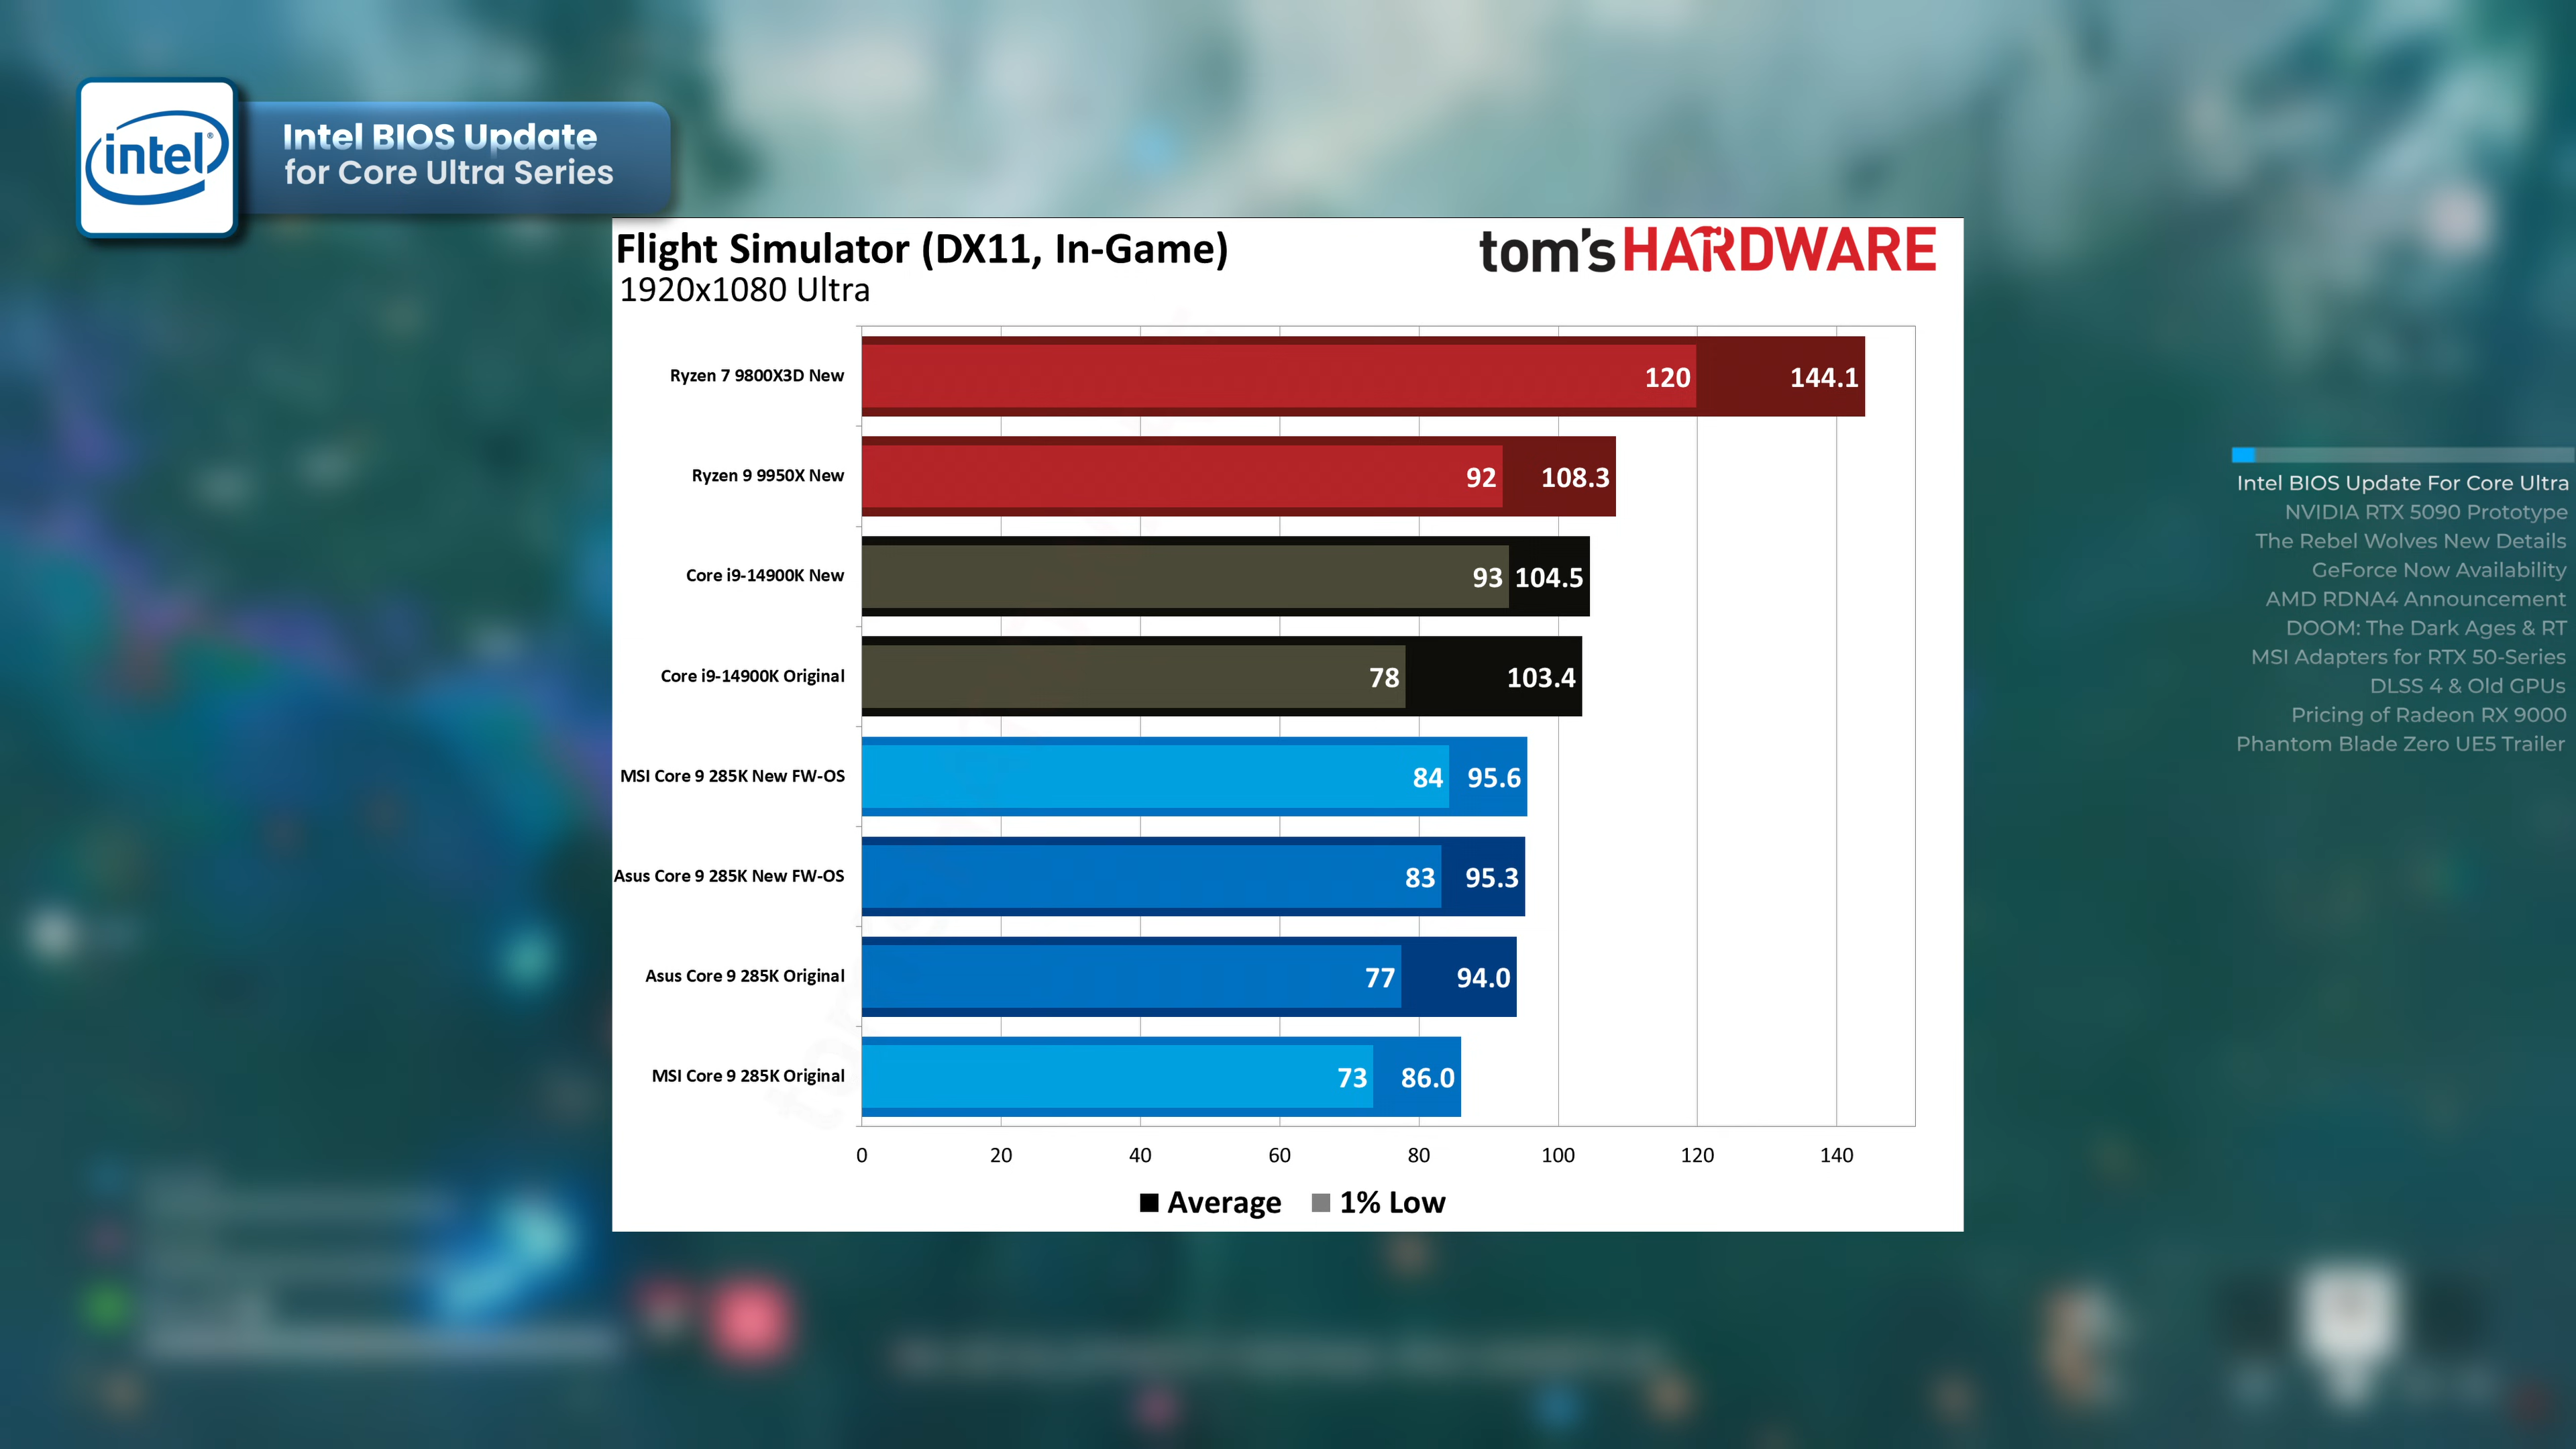 intel®
Intel BIOS Update
for Core Ultra Series
Flight Simulator (DX11, In-Game)
1920x1080 Ultra
tom's HARDWARE
Ryzen 7 9800X3D New
120
144.1
Ryzen 9 9950X New
92
108.3
Core i9-14900K New
93
104.5
Core i9-14900K Original
78
103.4
MSI Core 9 285K New FW-OS
84
95.6
Asus Core 9 285K New FW-OS
83
95.3
Asus Core 9 285K Original
77
94.0
MSI Core 9 285K Original
73
86.0
0 20 40 60 80 100 120 140
Average 1% Low
Intel BIOS Update For Core Ultra
NVIDIA RTX 5090 Prototype
The Rebel Wolves New Details
GeForce Now Availability
AMD RDNA4 Announcement
DOOM: The Dark Ages & RT
MSI Adapters for RTX 50-Series
DLSS 4 & Old GPUs
Pricing of Radeon RX 9000
Phantom Blade Zero UE5 Trailer